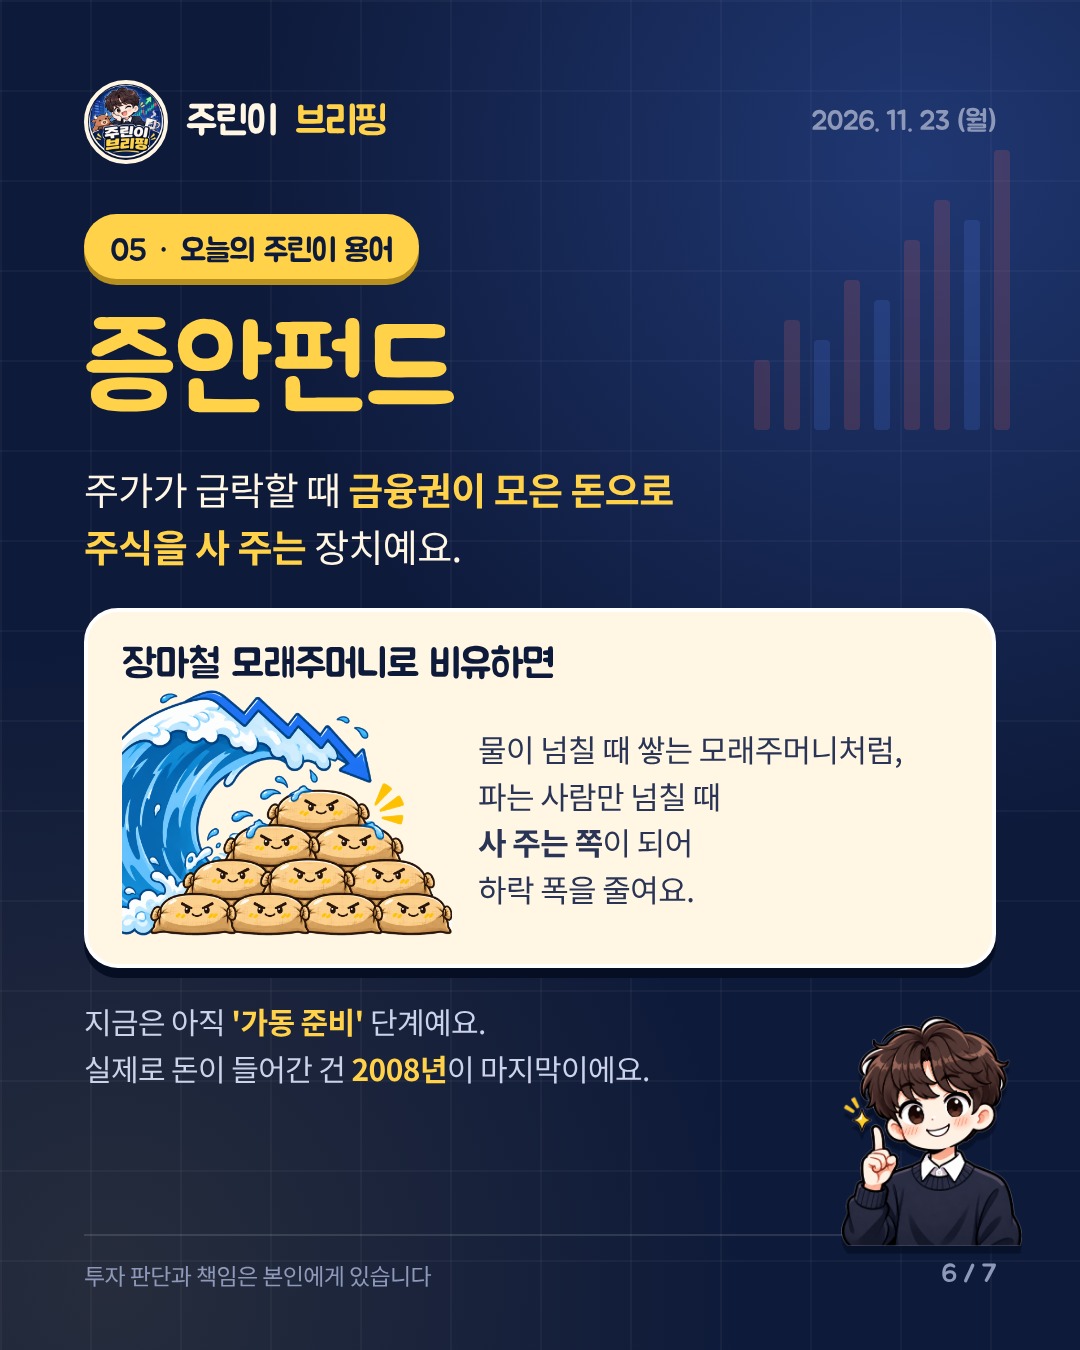 주린이 브리핑
주린이 브리핑
2026. 11. 23 (월)
05 · 오늘의 주린이 용어
증안펀드
주가가 급락할 때 금융권이 모은 돈으로
주식을 사 주는 장치예요.
장마철 모래주머니로 비유하면
물이 넘칠 때 쌓는 모래주머니처럼,
파는 사람만 넘칠 때
사 주는 쪽이 되어
하락 폭을 줄여요.
지금은 아직 '가동 준비' 단계예요.
실제로 돈이 들어간 건 2008년이 마지막이에요.
투자 판단과 책임은 본인에게 있습니다
6 / 7